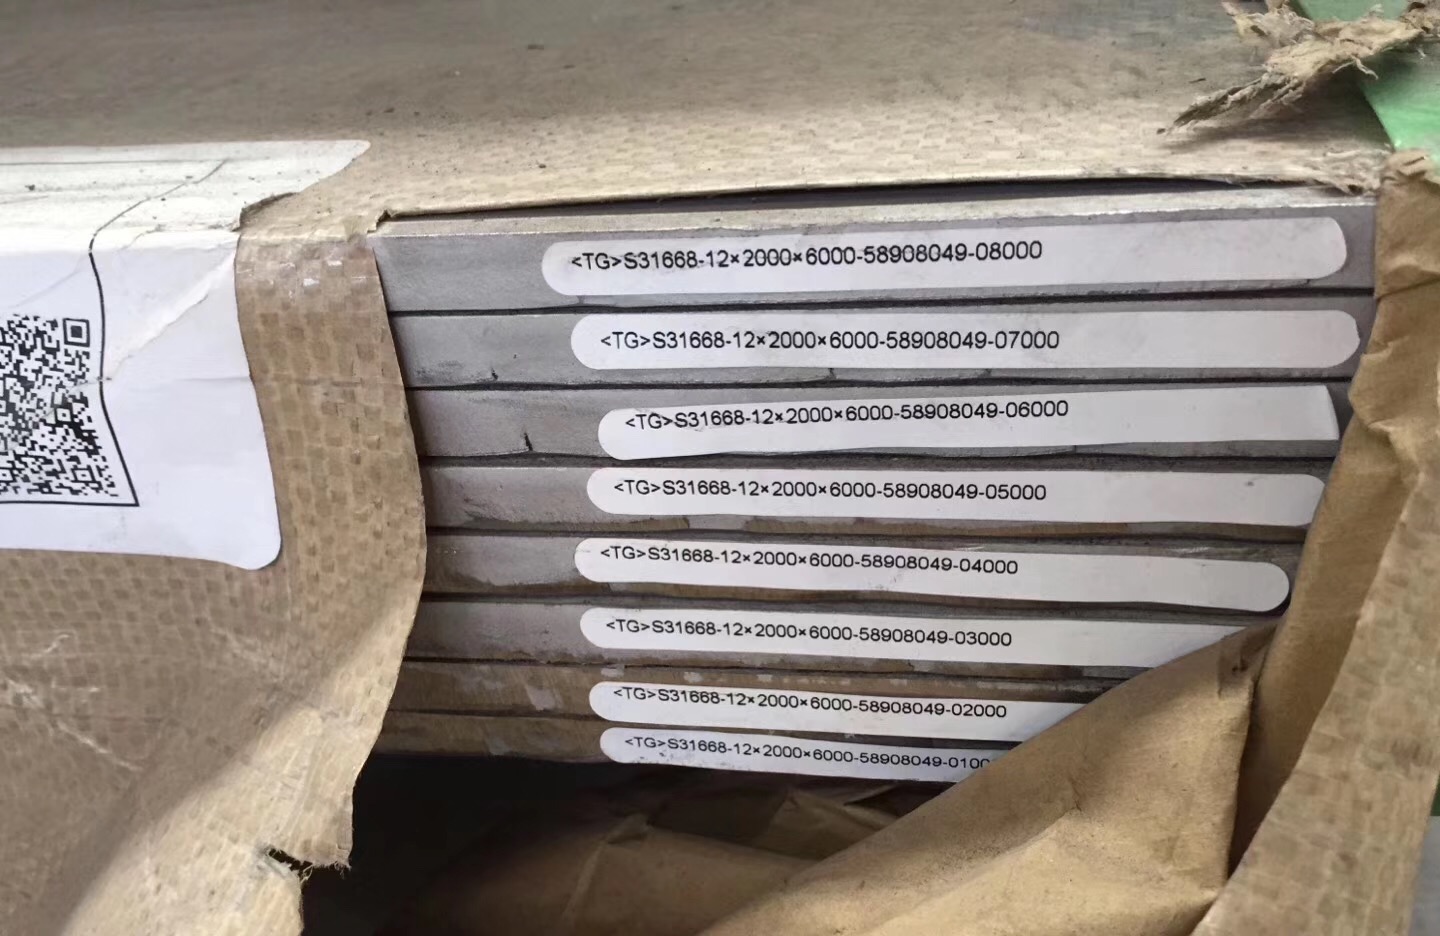 <TG>S31668-12×2000×6000-58908049-08000
<TG>S31668-12×2000×6000-58908049-07000
<TG>S31668-12×2000×6000-58908049-06000
<TG>S31668-12×2000×6000-58908049-05000
<TG>S31668-12×2000×6000-58908049-04000
<TG>S31668-12×2000×6000-58908049-03000
<TG>S31668-12×2000×6000-58908049-02000
<TG>S31668-12×2000×6000-58908049-0100